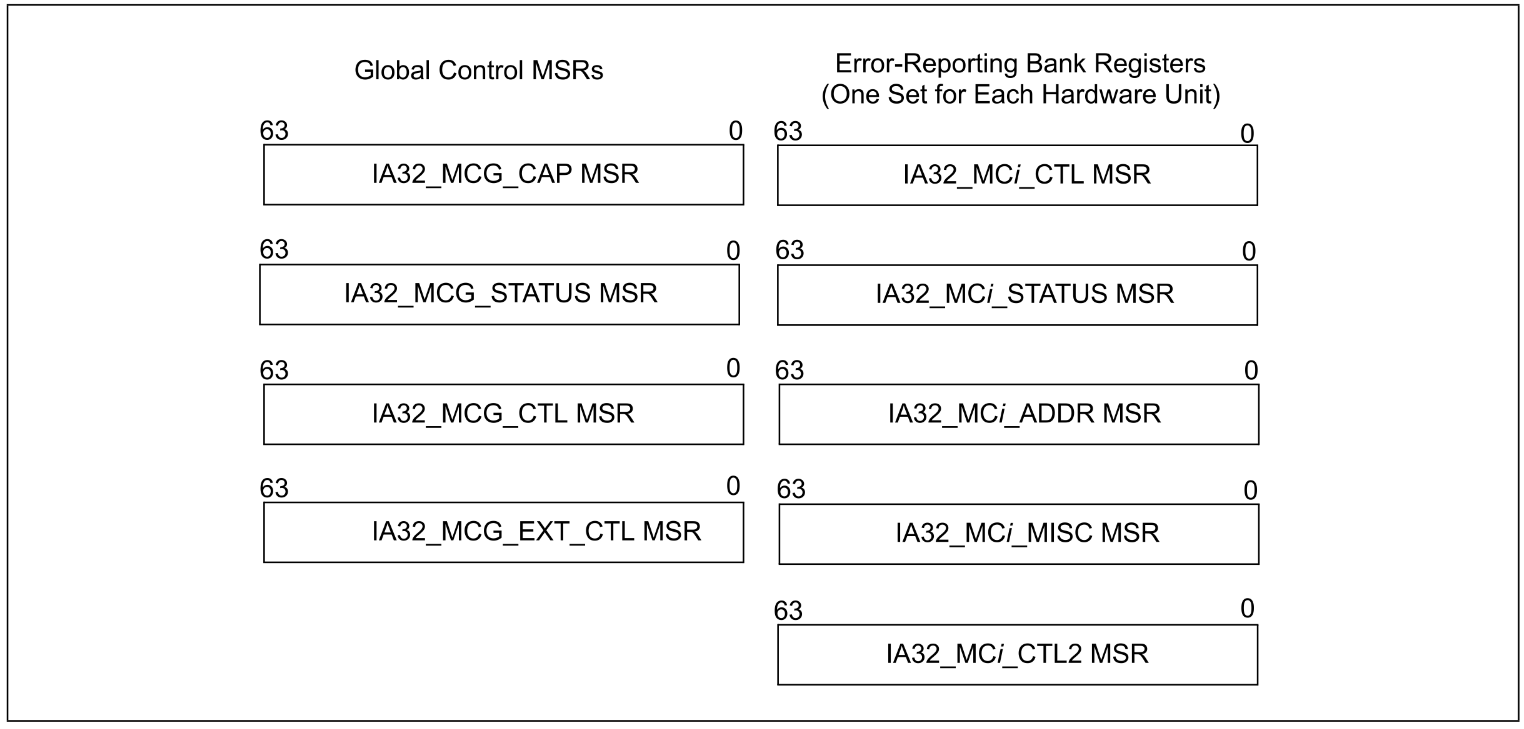 Global Control MSRs
63 0
IA32_MCG_CAP MSR
63 0
IA32_MCG_STATUS MSR
63 0
IA32_MCG_CTL MSR
63 0
IA32_MCG_EXT_CTL MSR
Error-Reporting Bank Registers
(One Set for Each Hardware Unit)
63 0
IA32_MCi_CTL MSR
63 0
IA32_MCi_STATUS MSR
63 0
IA32_MCi_ADDR MSR
63 0
IA32_MCi_MISC MSR
63 0
IA32_MCi_CTL2 MSR